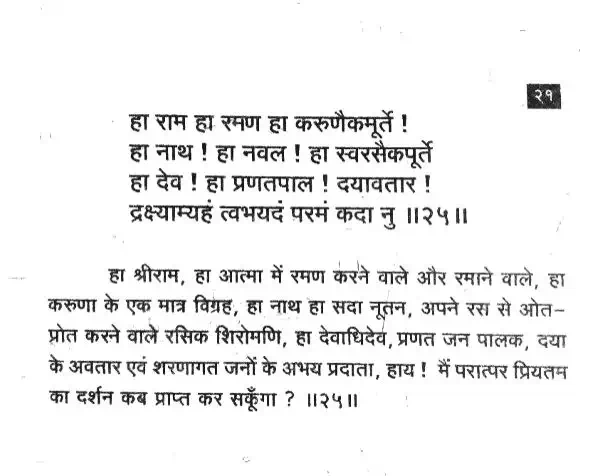 २१
हा राम हा रमण हा करुणैकमूर्ते !
हा नाथ ! हा नवल ! हा स्वरसैकपूर्ते
हा देव ! हा प्रणतपाल ! दयावतार !
द्रक्ष्याम्यहं त्वभयदं परमं कदा नु ॥२५॥
हा श्रीराम, हा आत्मा में रमण करने वाले और रमाने वाले, हा
करुणा के एक मात्र विग्रह, हा नाथ हा सदा नूतन, अपने रस से ओत-
प्रोत करने वाले रसिक शिरोमणि, हा देवाधिदेव, प्रणत जन पालक, दया
के अवतार एवं शरणागत जनों के अभय प्रदाता, हाय ! मैं परात्पर प्रियतम
का दर्शन कब प्राप्त कर सकूँगा ? ॥२५॥